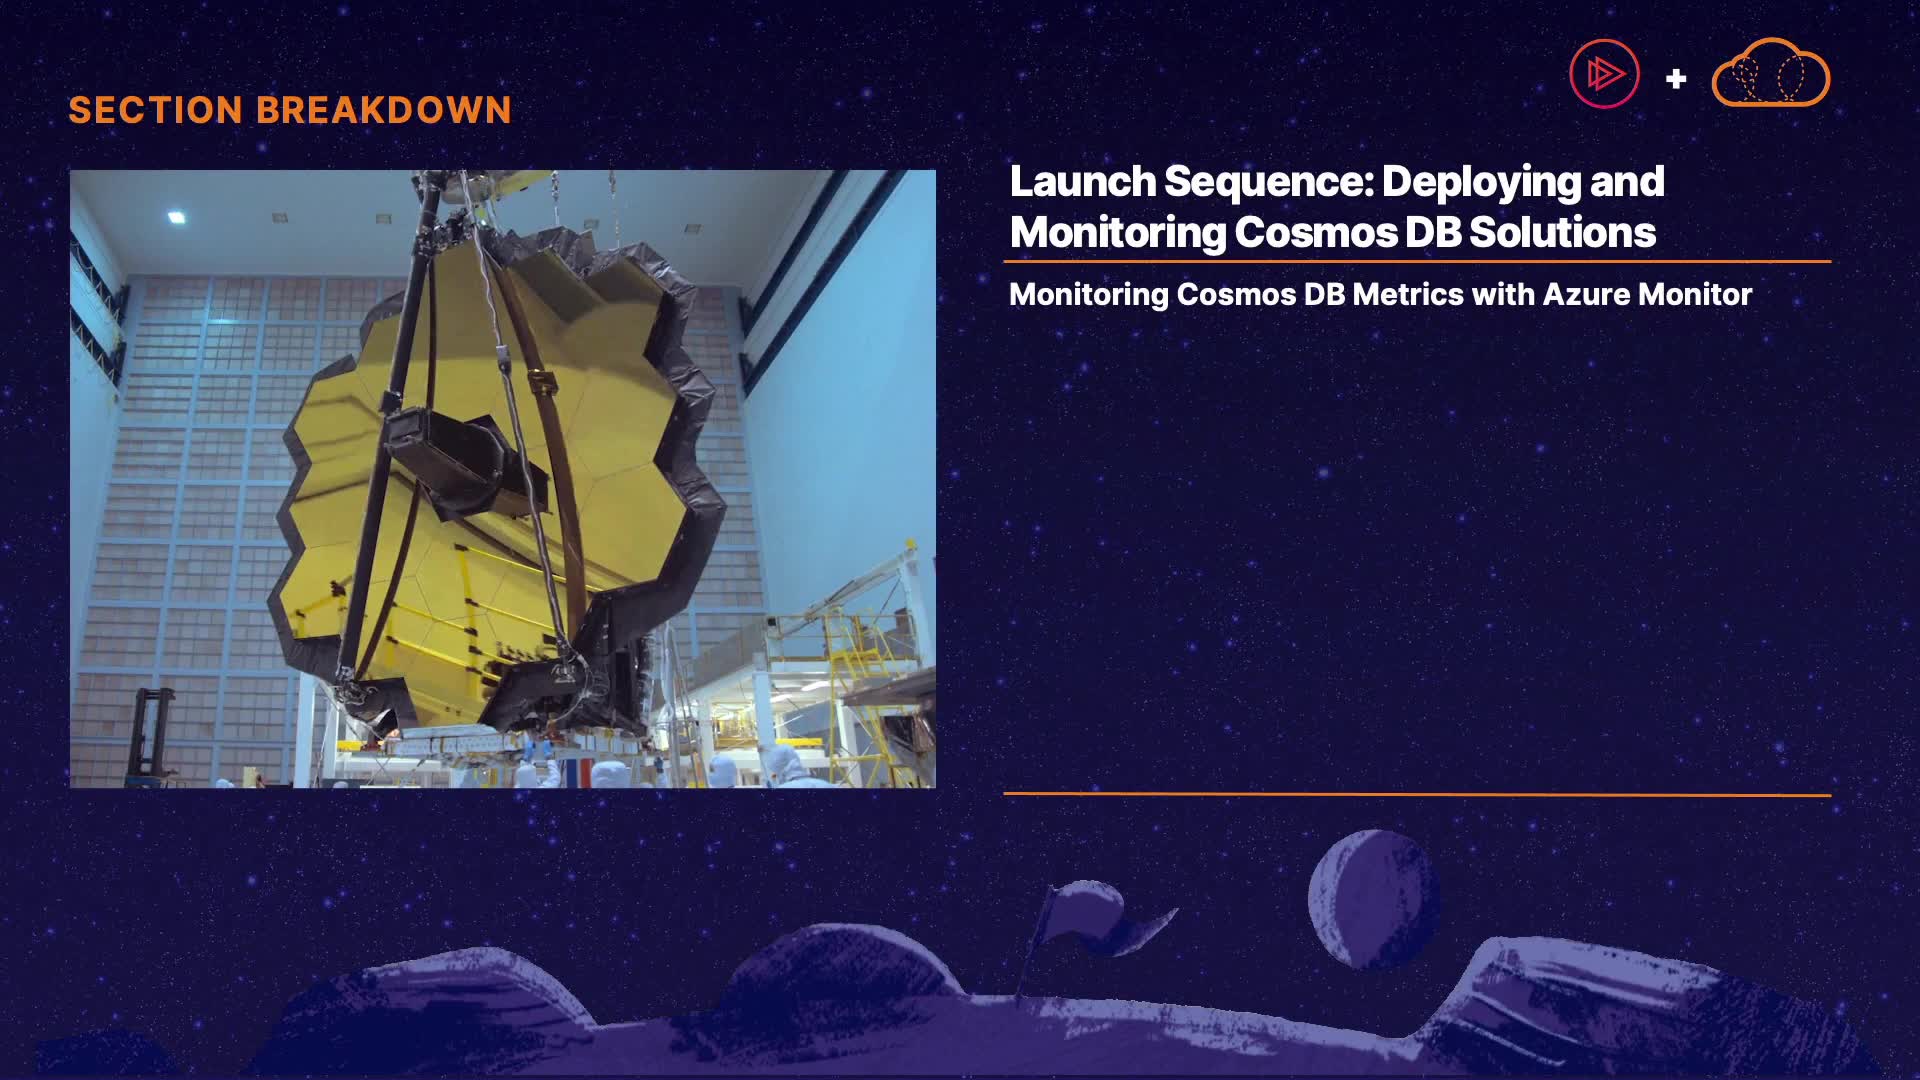 SECTION BREAKDOWN
Launch Sequence: Deploying and
Monitoring Cosmos DB Solutions
Monitoring Cosmos DB Metrics with Azure Monitor